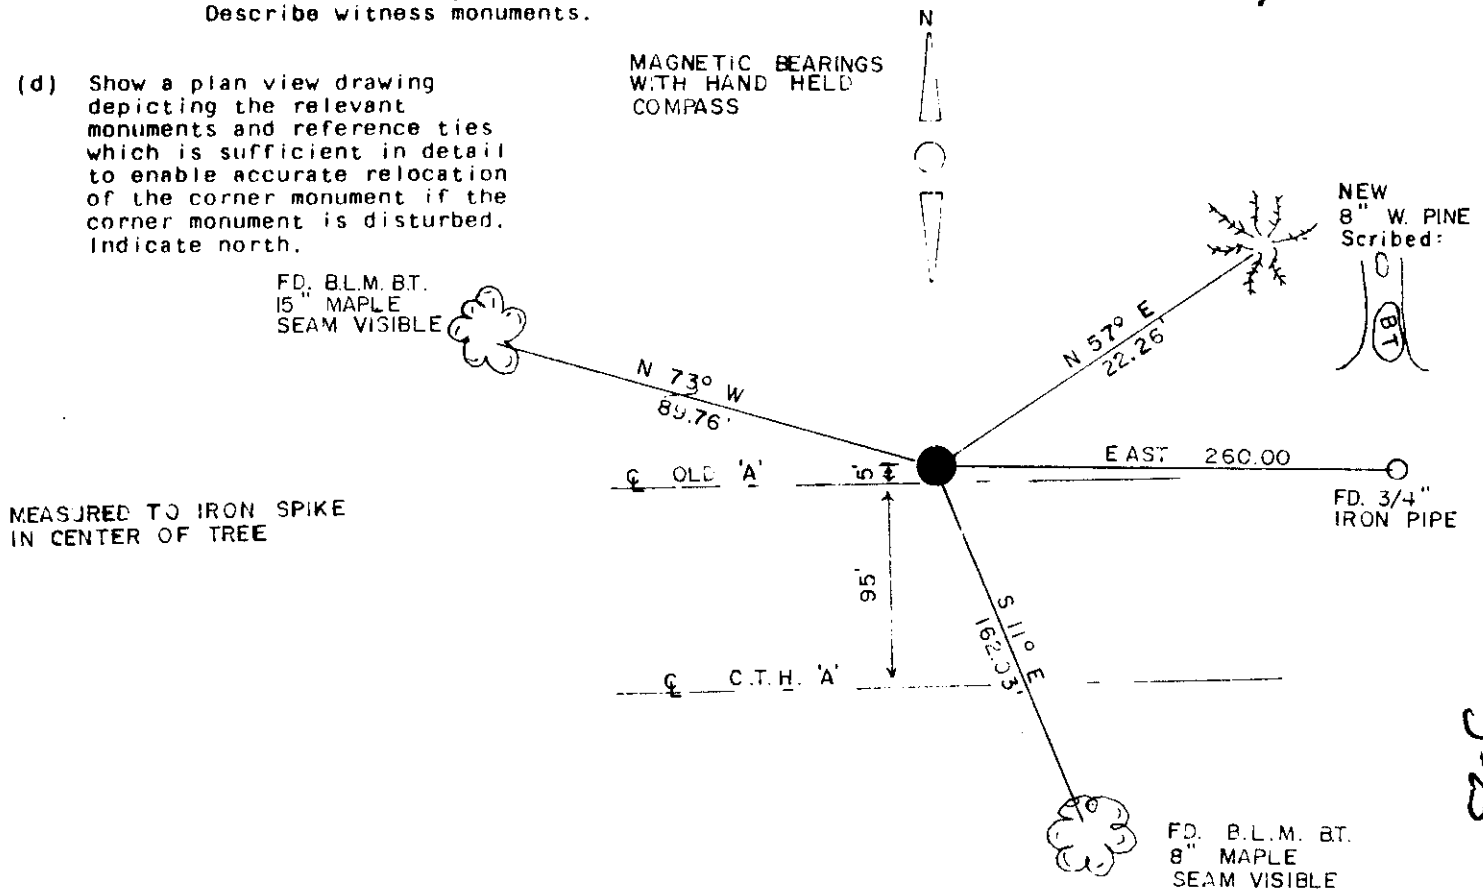 Describe witness monuments.
N
MAGNETIC BEARINGS
WITH HAND HELD
COMPASS
(d) Show a plan view drawing
depicting the relevant
monuments and reference ties
which is sufficient in detail
to enable accurate relocation
of the corner monument if the
corner monument is disturbed.
Indicate north.
NEW
8" W. PINE
Scribed:
BT
FD. B.L.M. B.T.
15" MAPLE
SEAM VISIBLE
N 57° E
22.26'
N 73° W
89.76'
EAST 260.00
℄ OLD 'A'
5'
FD. 3/4"
IRON PIPE
MEASURED TO IRON SPIKE
IN CENTER OF TREE
95'
S 11° E
162.03'
℄ C.T.H. 'A'
FD. B.L.M. B.T.
8" MAPLE
SEAM VISIBLE